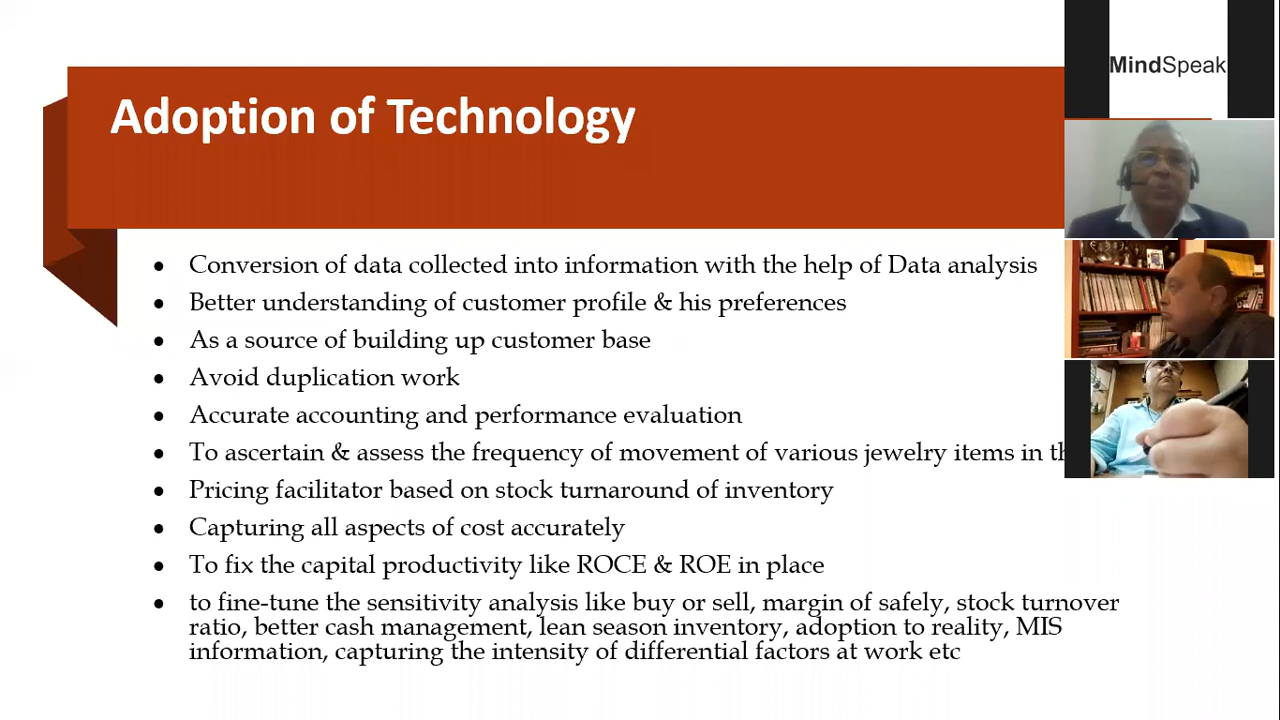 MindSpeak
Adoption of Technology
• Conversion of data collected into information with the help of Data analysis
• Better understanding of customer profile & his preferences
• As a source of building up customer base
• Avoid duplication work
• Accurate accounting and performance evaluation
• To ascertain & assess the frequency of movement of various jewelry items in
• Pricing facilitator based on stock turnaround of inventory
• Capturing all aspects of cost accurately
• To fix the capital productivity like ROCE & ROE in place
• to fine-tune the sensitivity analysis like buy or sell, margin of safely, stock turnover
ratio, better cash management, lean season inventory, adoption to reality, MIS
information, capturing the intensity of differential factors at work etc